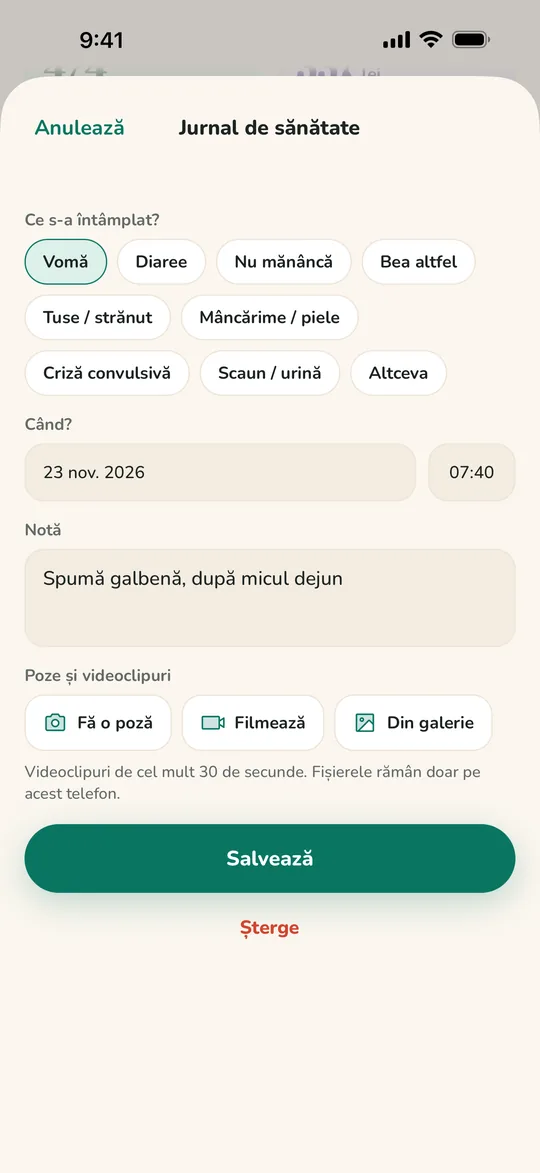 9:41
Anulează
Jurnal de sănătate
Ce s-a întâmplat?
Vomă
Diaree
Nu mănâncă
Bea altfel
Tuse / strănut
Mâncărime / piele
Criză convulsivă
Scaun / urină
Altceva
Când?
23 nov. 2026
07:40
Notă
Spumă galbenă, după micul dejun
Poze și videoclipuri
Fă o poză
Filmează
Din galerie
Videoclipuri de cel mult 30 de secunde. Fișierele rămân doar pe
acest telefon.
Salvează
Șterge